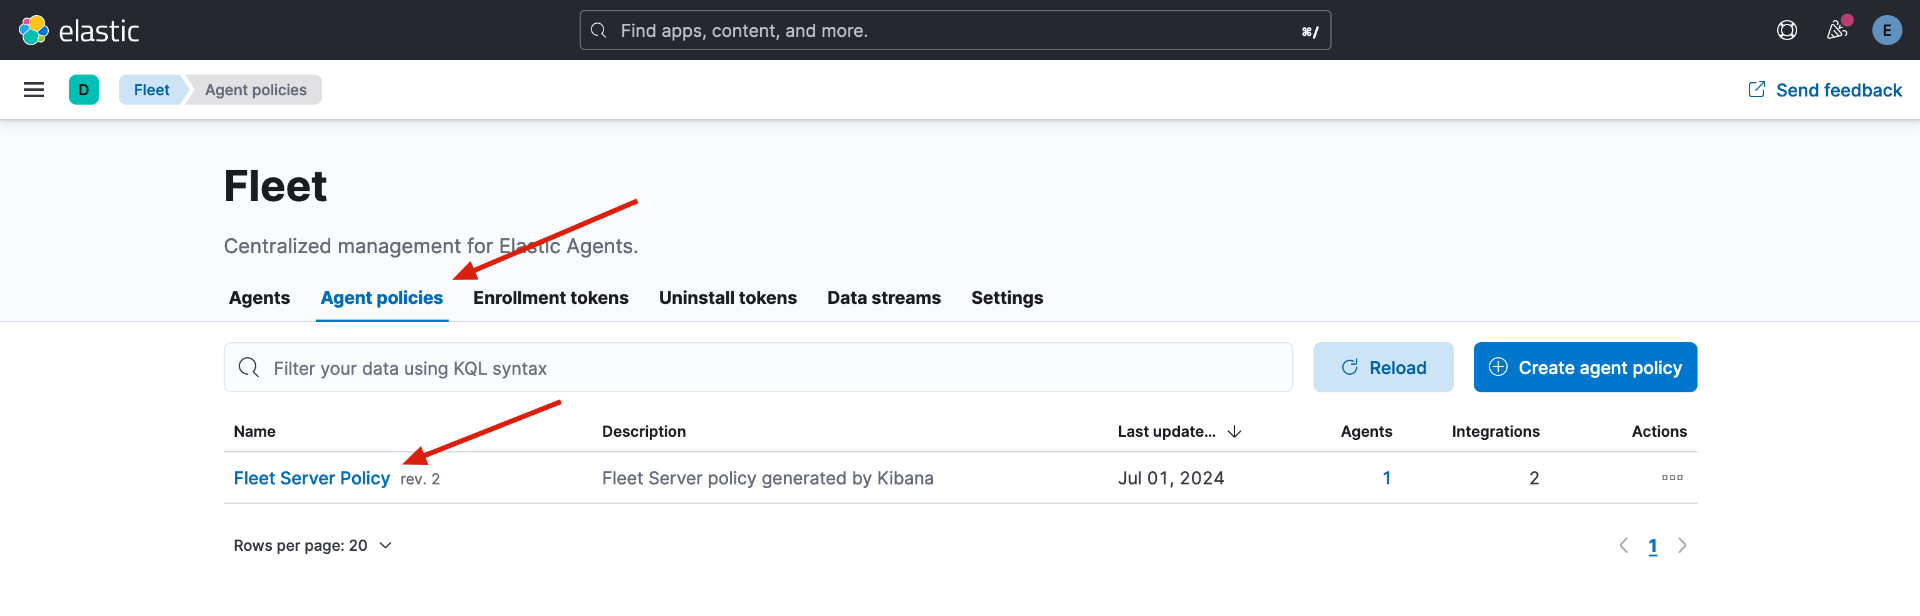 elastic
Find apps, content, and more.
⌘/
E
D
Fleet
Agent policies
Send feedback
Fleet
Centralized management for Elastic Agents.
Agents
Agent policies
Enrollment tokens
Uninstall tokens
Data streams
Settings
Filter your data using KQL syntax
Reload
Create agent policy
Name
Description
Last update...
Agents
Integrations
Actions
Fleet Server Policy rev. 2
Fleet Server policy generated by Kibana
Jul 01, 2024
1
2
Rows per page: 20
1